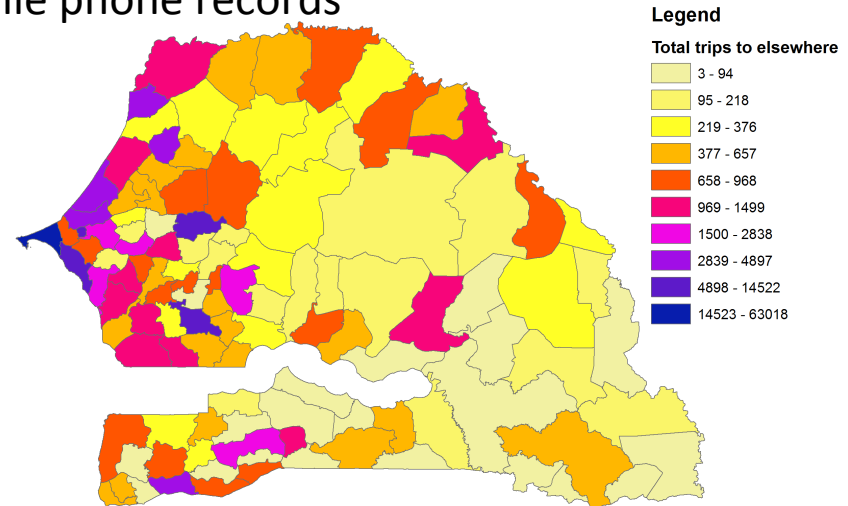 phone records
Legend
Total trips to elsewhere
3 - 94
95 - 218
219 - 376
377 - 657
658 - 968
969 - 1499
1500 - 2838
2839 - 4897
4898 - 14522
14523 - 63018